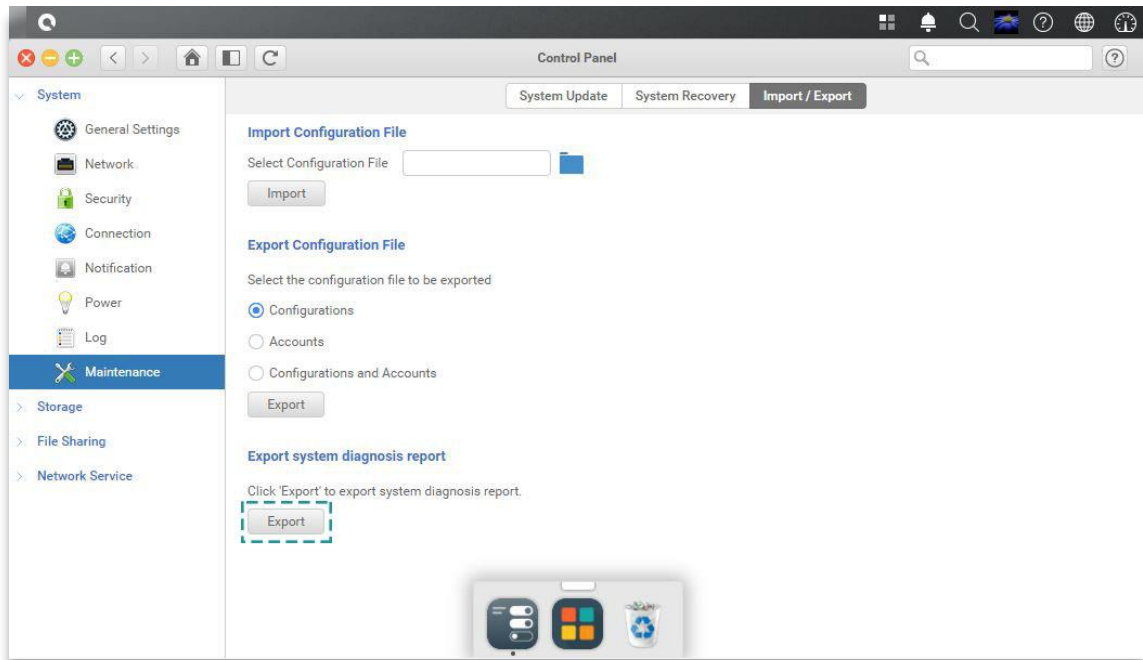 Control Panel
System
General Settings
Network
Security
Connection
Notification
Power
Log
Maintenance
Storage
File Sharing
Network Service
System Update
System Recovery
Import / Export
Import Configuration File
Select Configuration File
Import
Export Configuration File
Select the configuration file to be exported
Configurations
Accounts
Configurations and Accounts
Export
Export system diagnosis report
Click 'Export' to export system diagnosis report.
Export